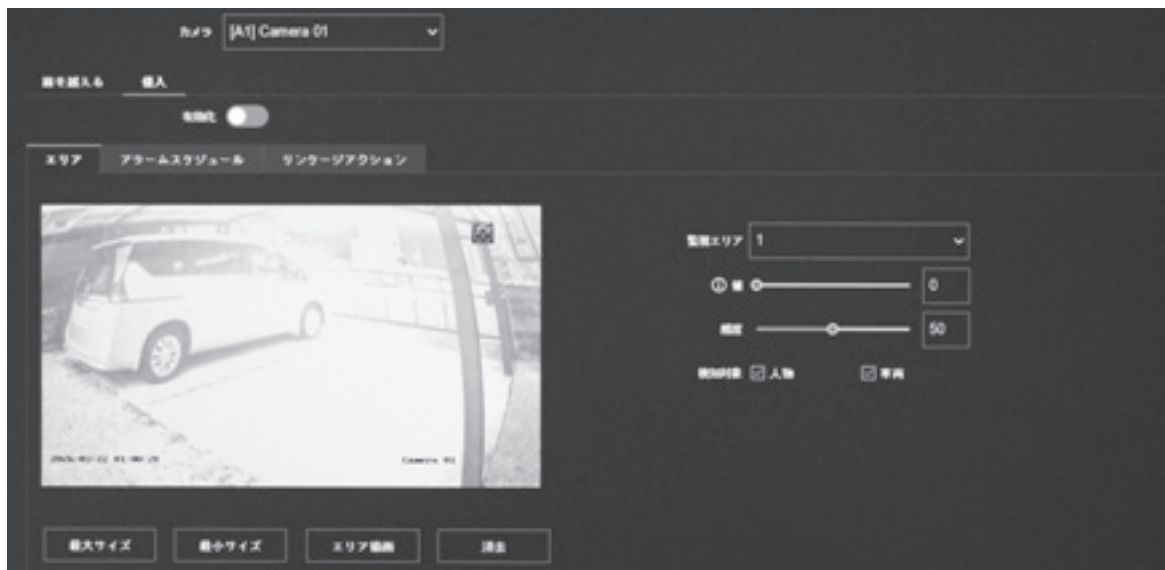 カメラ [A1] Camera 01
線を越える 侵入
有効化
エリア アラームスケジュール リンケージアクション
監視エリア 1
値 0
感度 50
検知対象 人物 車両
Camera 01
最大サイズ 最小サイズ エリア描画 消去